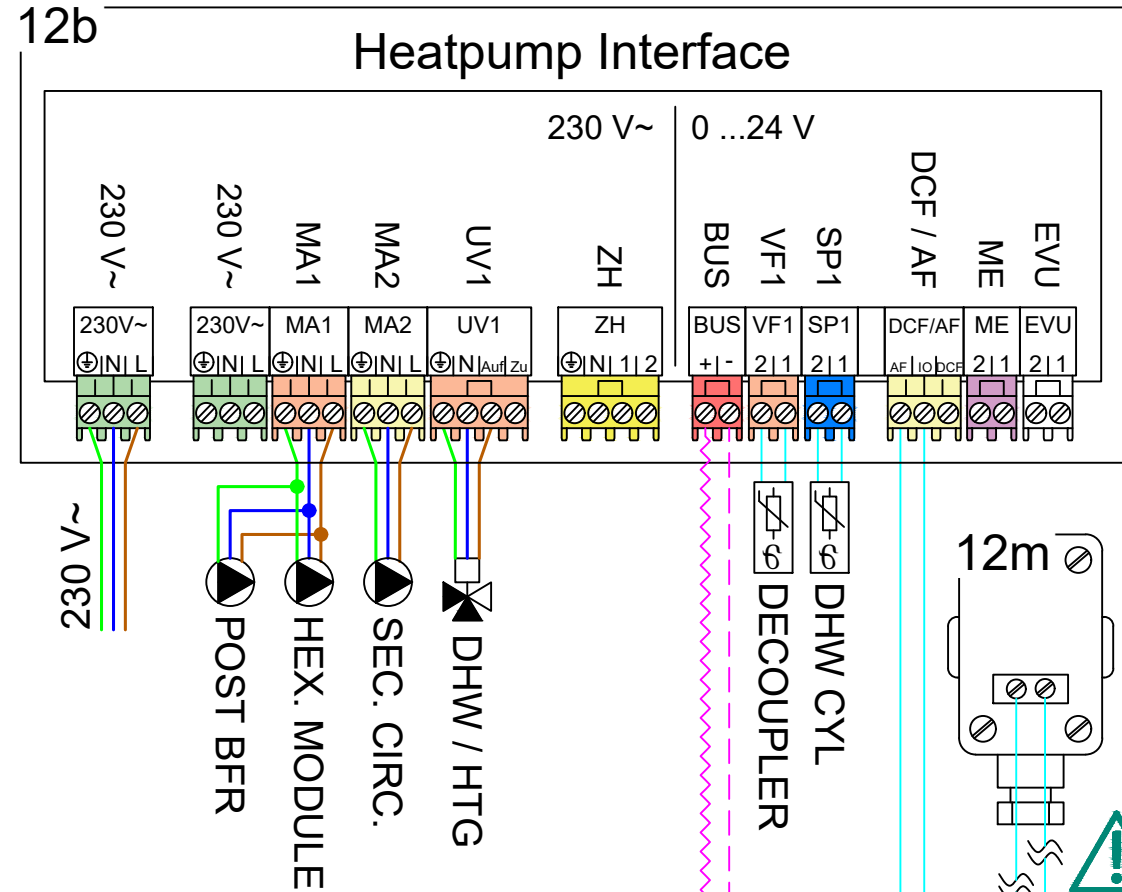 12b
Heatpump Interface
230 V~ 0 ...24 V
230 V~ 230 V~ MA1 MA2 UV1 ZH BUS VF1 SP1 DCF / AF ME EVU
230V~ 230V~ MA1 MA2 UV1 ZH BUS VF1 SP1 DCF/AF ME EVU
N L N L N L N L N Auf Zu N 1 2 + - 2 1 2 1 AF IO DCF 2 1 2 1
230 V~
12m
POST BFR
HEX. MODULE
SEC. CIRC.
DHW / HTG
DECOUPLER
DHW CYL